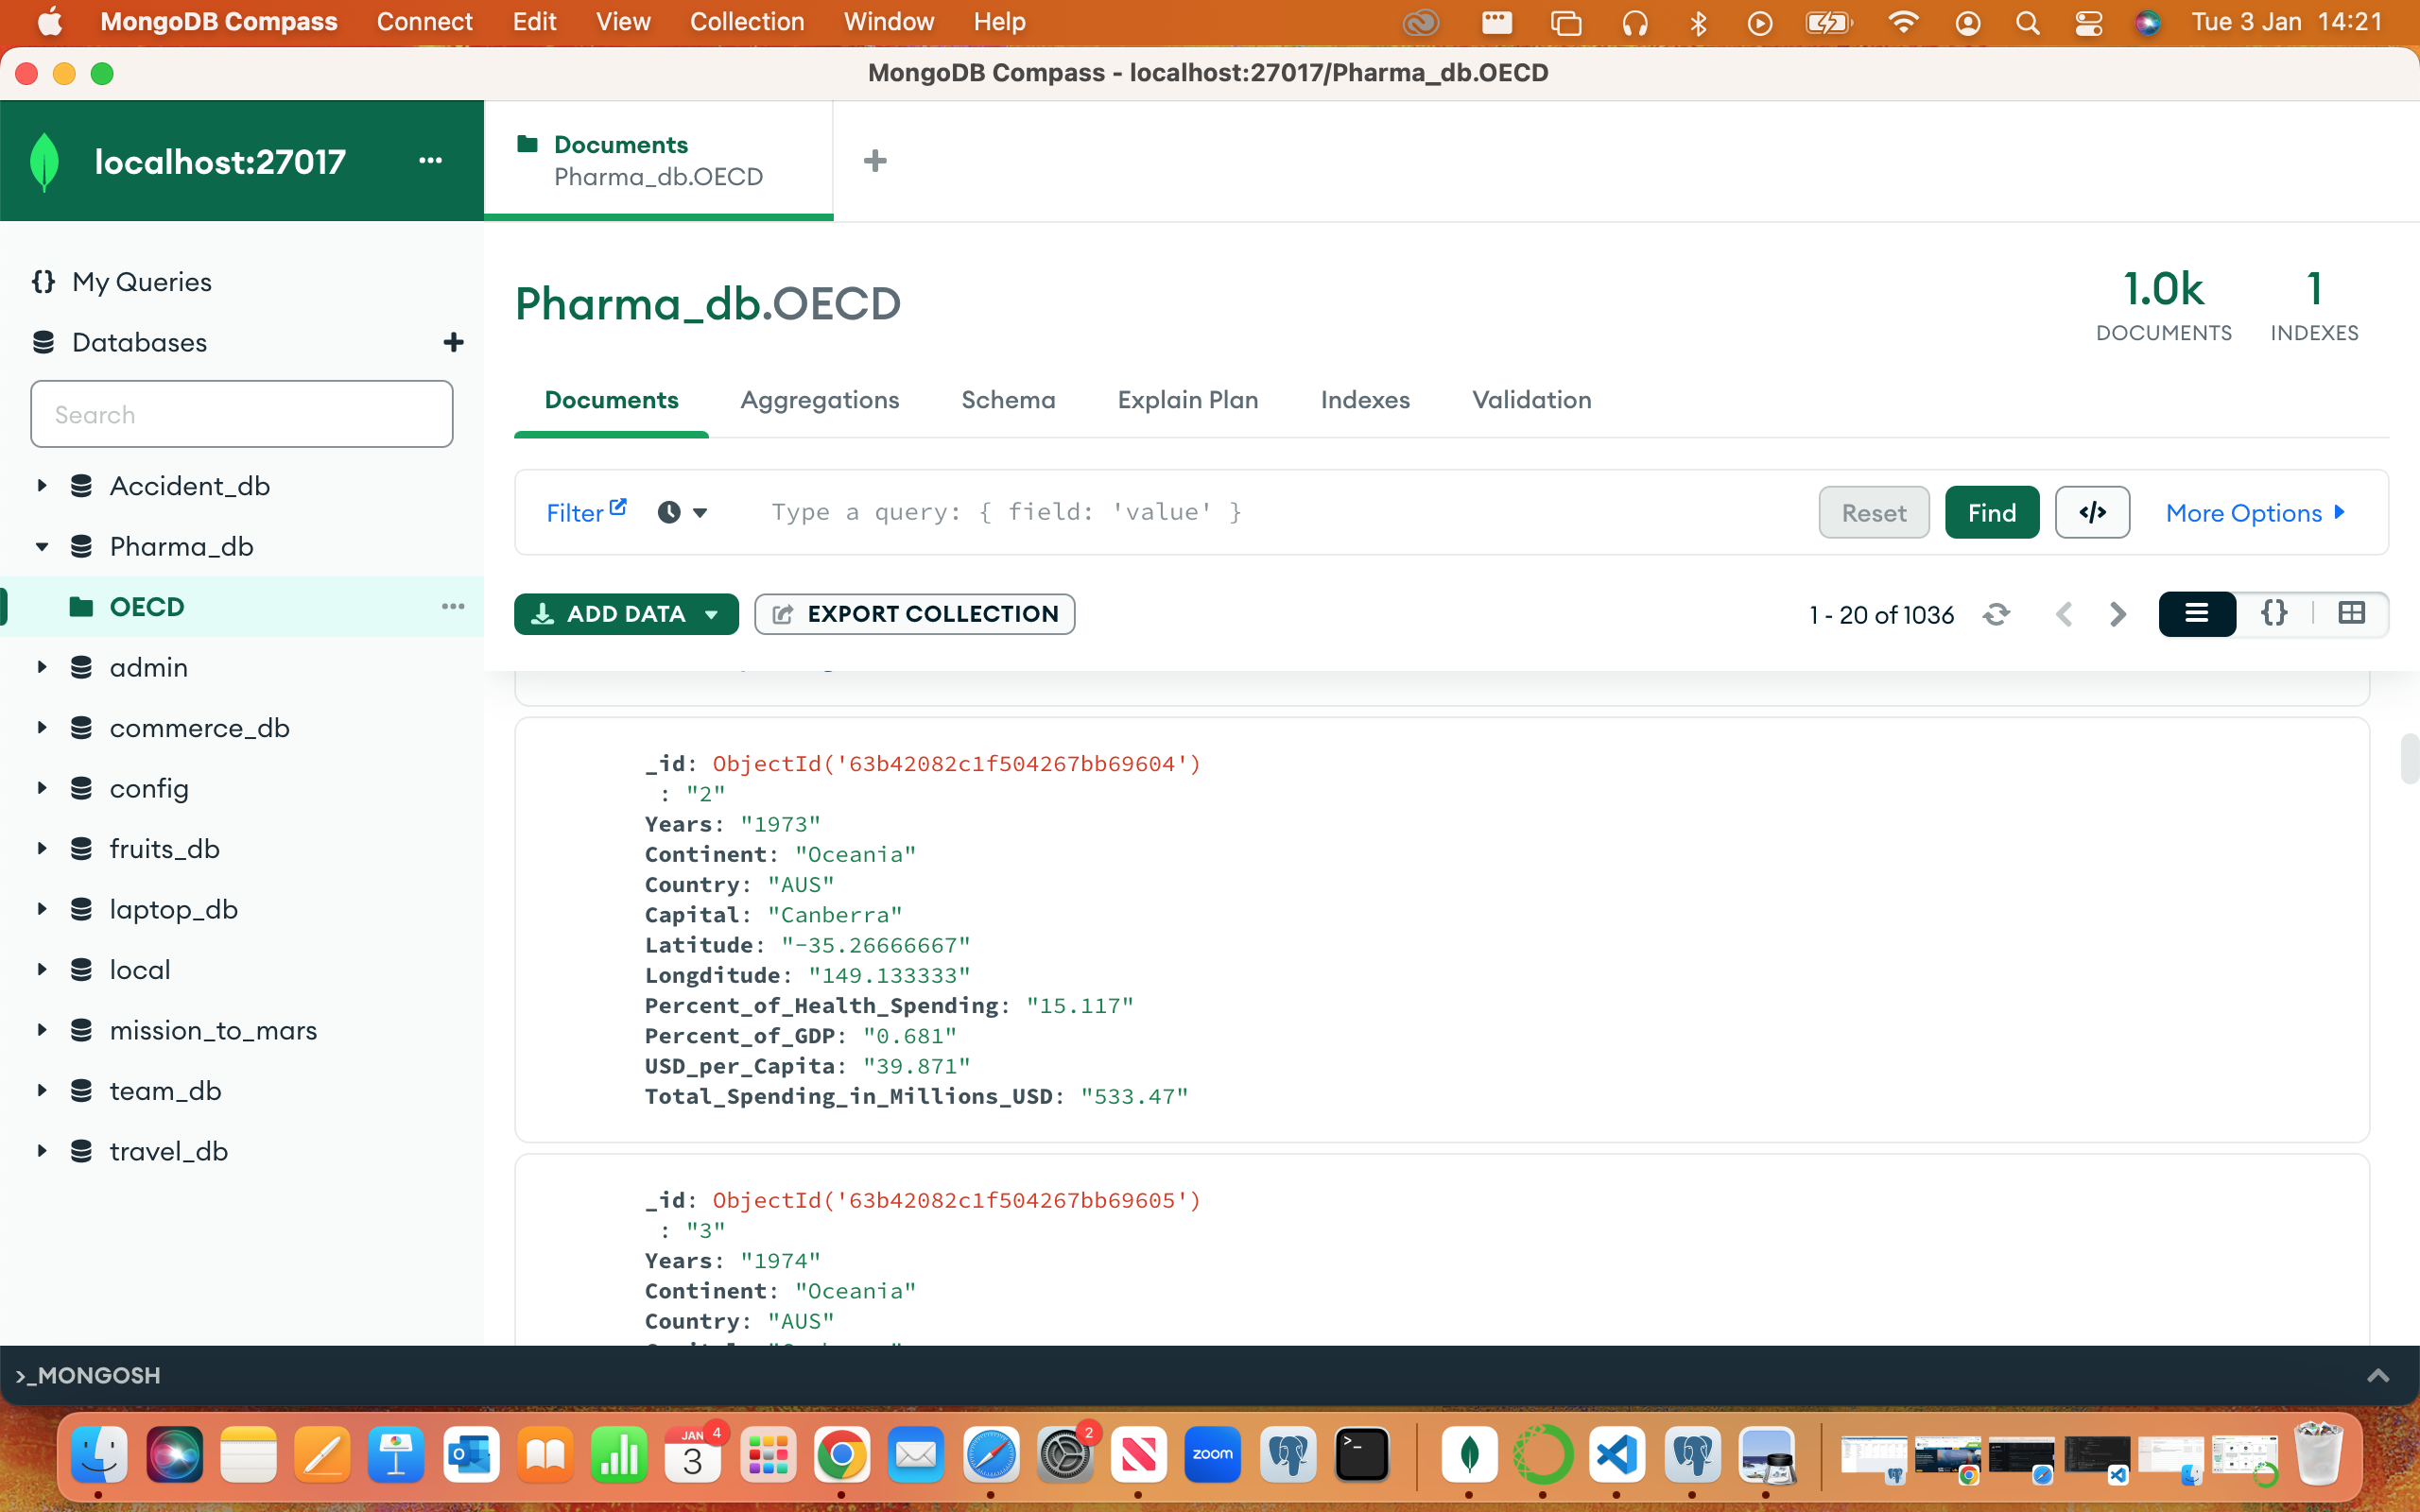 MongoDB Compass Connect Edit View Collection Window Help Tue 3 Jan 14:21
MongoDB Compass - localhost:27017/Pharma_db.OECD
localhost:27017 ...
Documents
Pharma_db.OECD
+
{} My Queries
Databases +
Search
Accident_db
Pharma_db
OECD ...
admin
commerce_db
config
fruits_db
laptop_db
local
mission_to_mars
team_db
travel_db
Pharma_db.OECD
1.0k
DOCUMENTS
1
INDEXES
Documents Aggregations Schema Explain Plan Indexes Validation
Filter Type a query: { field: 'value' } Reset Find </> More Options
ADD DATA EXPORT COLLECTION 1 - 20 of 1036 {}
_id: ObjectId('63b42082c1f504267bb69604')
: "2"
Years: "1973"
Continent: "Oceania"
Country: "AUS"
Capital: "Canberra"
Latitude: "-35.26666667"
Longditude: "149.133333"
Percent_of_Health_Spending: "15.117"
Percent_of_GDP: "0.681"
USD_per_Capita: "39.871"
Total_Spending_in_Millions_USD: "533.47"
_id: ObjectId('63b42082c1f504267bb69605')
: "3"
Years: "1974"
Continent: "Oceania"
Country: "AUS"
>_MONGOSH
JAN
3
4
2
zoom
>_